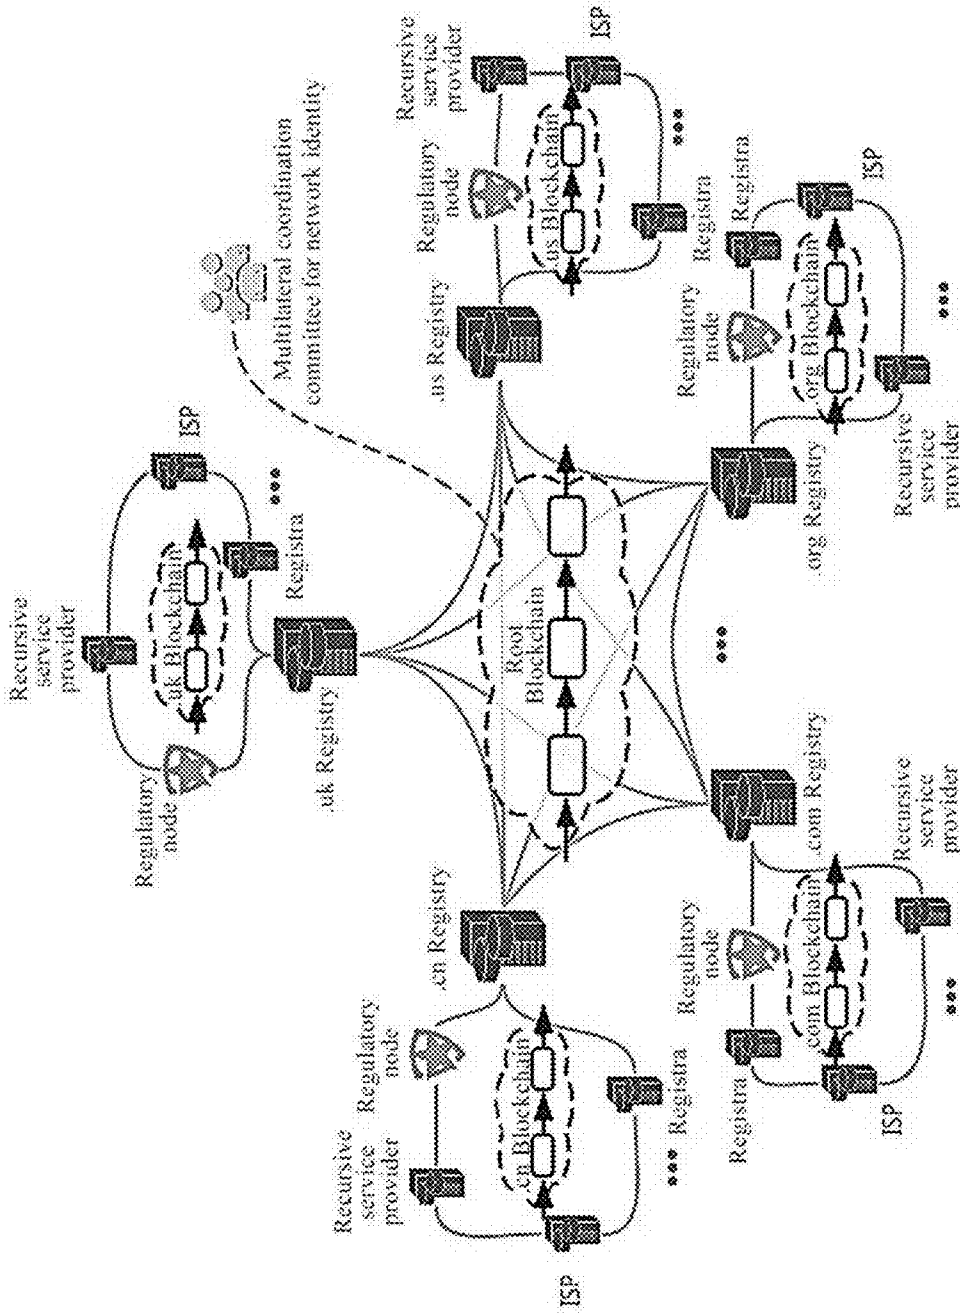 Recursive
service
provider
ISP
Regulatory
node
uk Blockchain
Registra
.uk Registry
Multilateral coordination
committee for network identity
Recursive
service
provider
Regulatory
node
.cn Registry
.cn Blockchain
ISP
Registra
Root
Blockchain
.us Registry
Regulatory
node
Recursive
service
provider
.us Blockchain
ISP
Registra
Regulatory
node
.com Registry
Registra
.com Blockchain
ISP
Recursive
service
provider
.org Registry
Regulatory
node
Registra
.org Blockchain
ISP
Recursive
service
provider